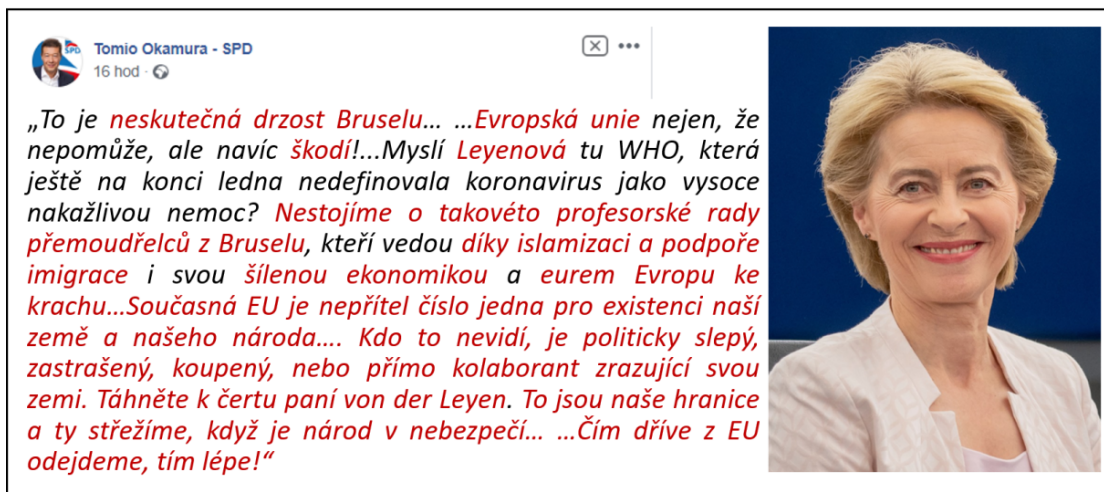 Tomio Okamura - SPD
16 hod ·
„To je neskutečná drzost Bruselu… …Evropská unie nejen, že
nepomůže, ale navíc škodí!...Myslí Leyenová tu WHO, která
ještě na konci ledna nedefinovala koronavirus jako vysoce
nakažlivou nemoc? Nestojíme o takovéto profesorské rady
přemoudřelců z Bruselu, kteří vedou díky islamizaci a podpoře
imigrace i svou šílenou ekonomikou a eurem Evropu ke
krachu…Současná EU je nepřítel číslo jedna pro existenci naší
země a našeho národa…. Kdo to nevidí, je politicky slepý,
zastrašený, koupený, nebo přímo kolaborant zrazující svou
zemi. Táhněte k čertu paní von der Leyen. To jsou naše hranice
a ty střežíme, když je národ v nebezpečí… …Čím dříve z EU
odejdeme, tím lépe!“
SPD